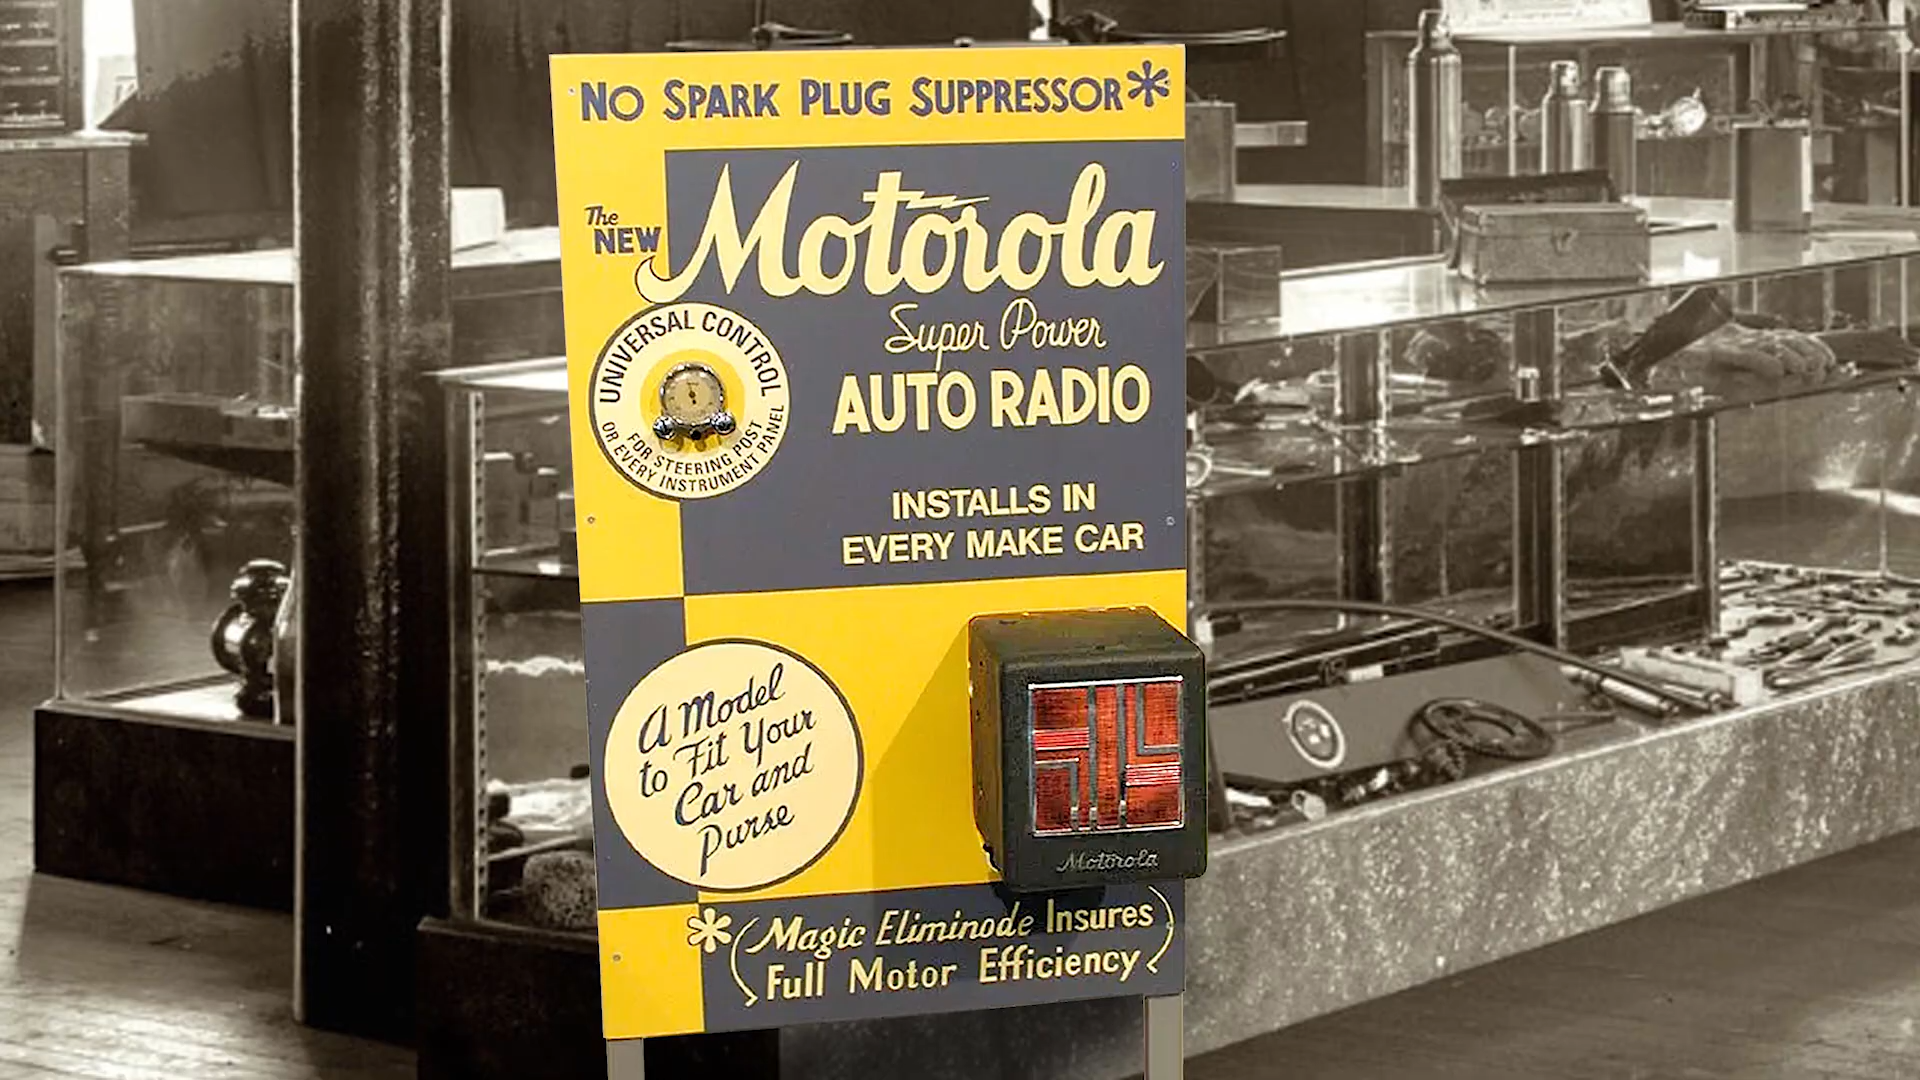 NO SPARK PLUG SUPPRESSOR*
The
NEW
Motorola
Super Power
AUTO RADIO
UNIVERSAL CONTROL
FOR STEERING POST
OR EVERY INSTRUMENT PANEL
INSTALLS IN
EVERY MAKE CAR
A Model
to Fit Your
Car and
Purse
Motorola
*(Magic Eliminode Insures
Full Motor Efficiency)